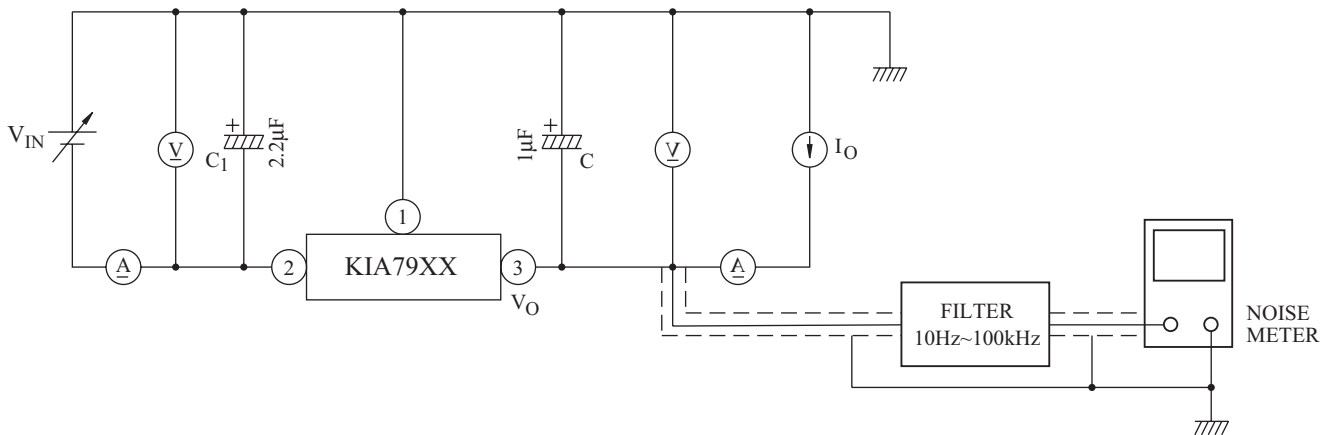 V_IN
V
C_1
+
2.2μF
1μF
+
C
V
I_O
A
2
1
KIA79XX
3
V_O
A
FILTER
10Hz~100kHz
NOISE
METER